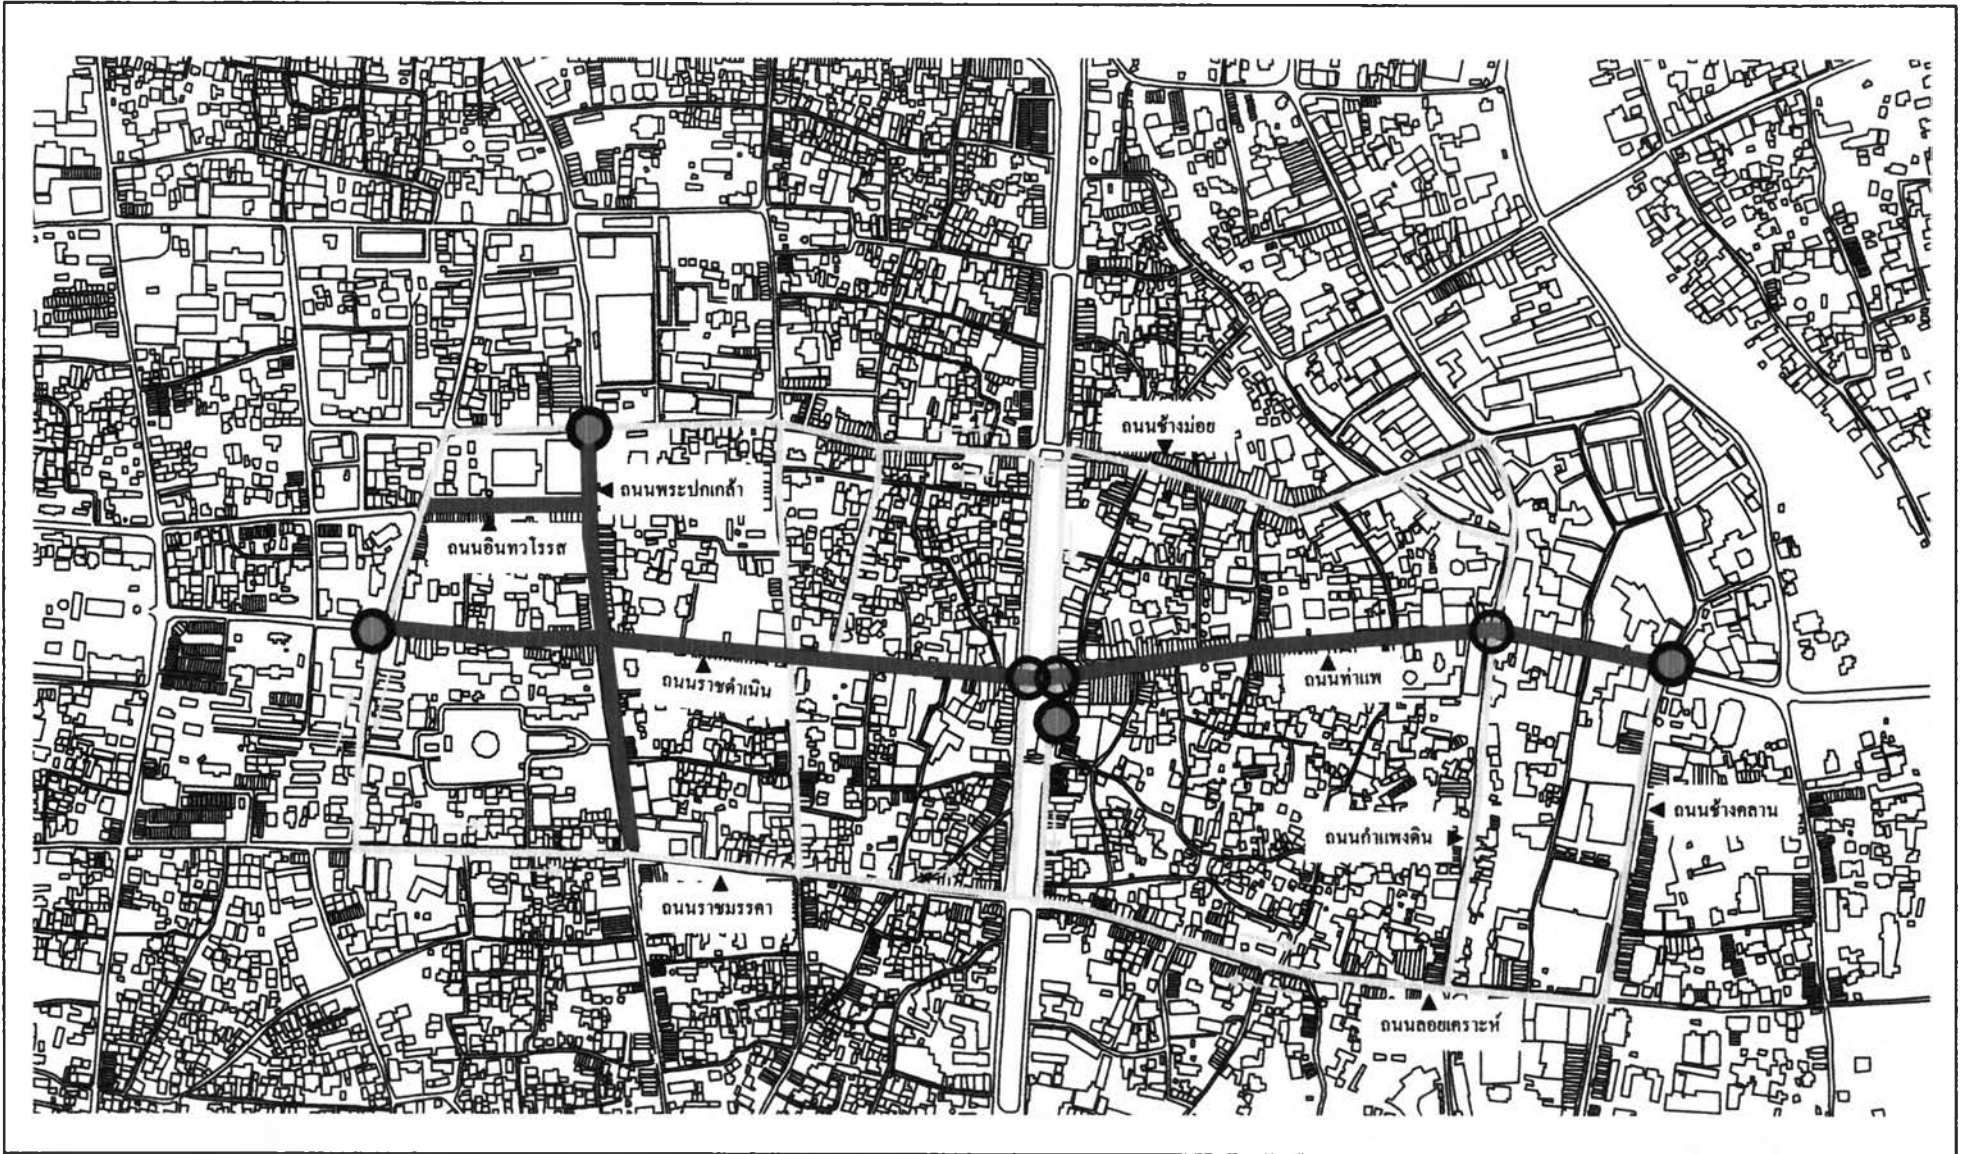 ถนนช้างม่อย
ถนนพระปกเกล้า
ถนนอินทวโรรส
ถนนราชดำเนิน
ถนนท่าแพ
ถนนช้างคลาน
ถนนกำแพงดิน
ถนนราชมรรคา
ถนนลอยเคราะห์